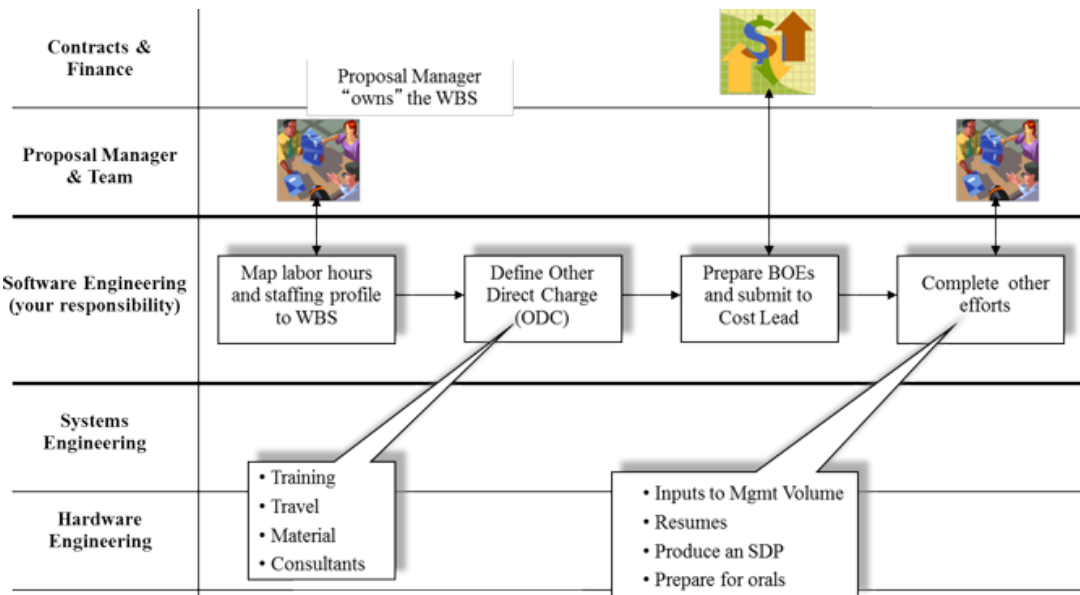 Contracts &
Finance
Proposal Manager
“owns” the WBS
Proposal Manager
& Team
Software Engineering
(your responsibility)
Map labor hours
and staffing profile
to WBS
Define Other
Direct Charge
(ODC)
Prepare BOEs
and submit to
Cost Lead
Complete other
efforts
Systems
Engineering
• Training
• Travel
• Material
• Consultants
• Inputs to Mgmt Volume
• Resumes
• Produce an SDP
• Prepare for orals
Hardware
Engineering